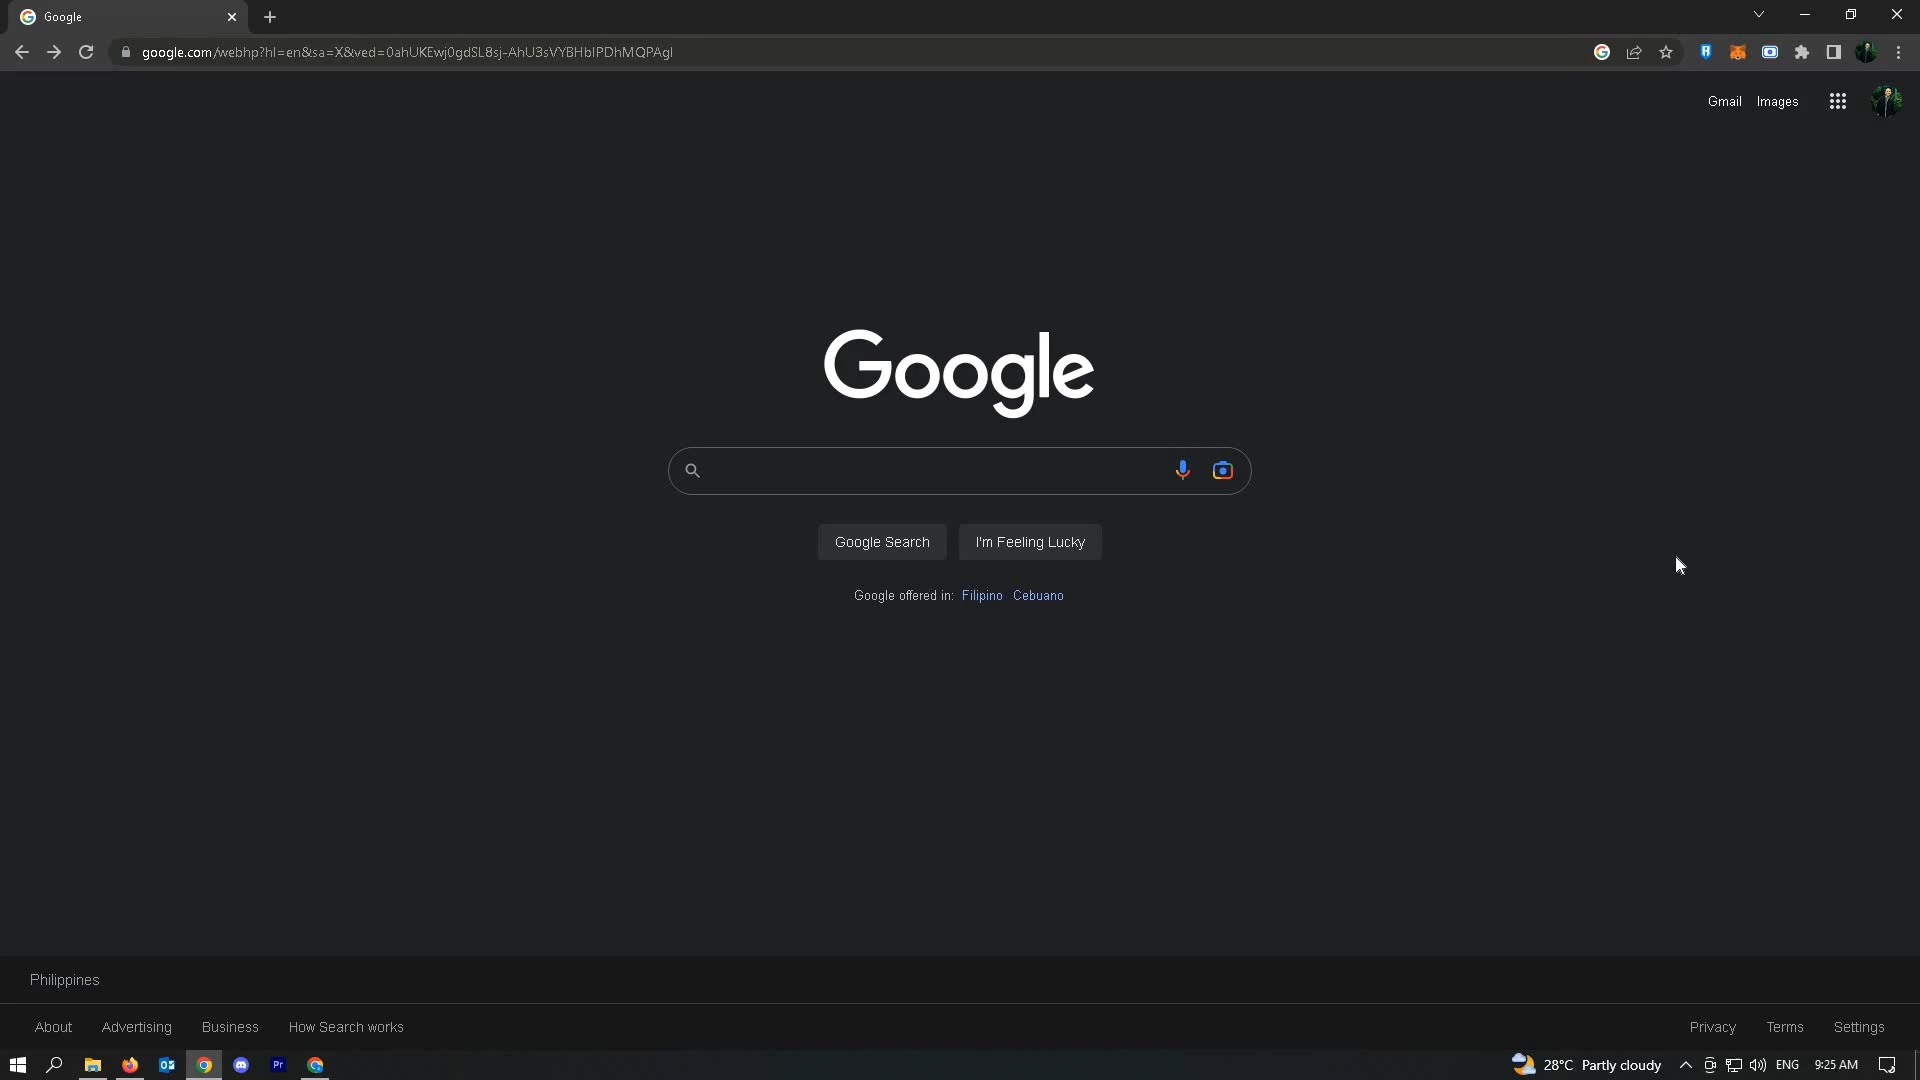 Google
google.com/webhp?hl=en&sa=X&ved=0ahUKEwj0gdSL8sj-AhU3sVYBHbIPDhMQPAgI
Gmail Images
Google
Google Search I'm Feeling Lucky
Google offered in: Filipino Cebuano
Philippines
About Advertising Business How Search works Privacy Terms Settings
Pr 28°C Partly cloudy ENG 9:25 AM